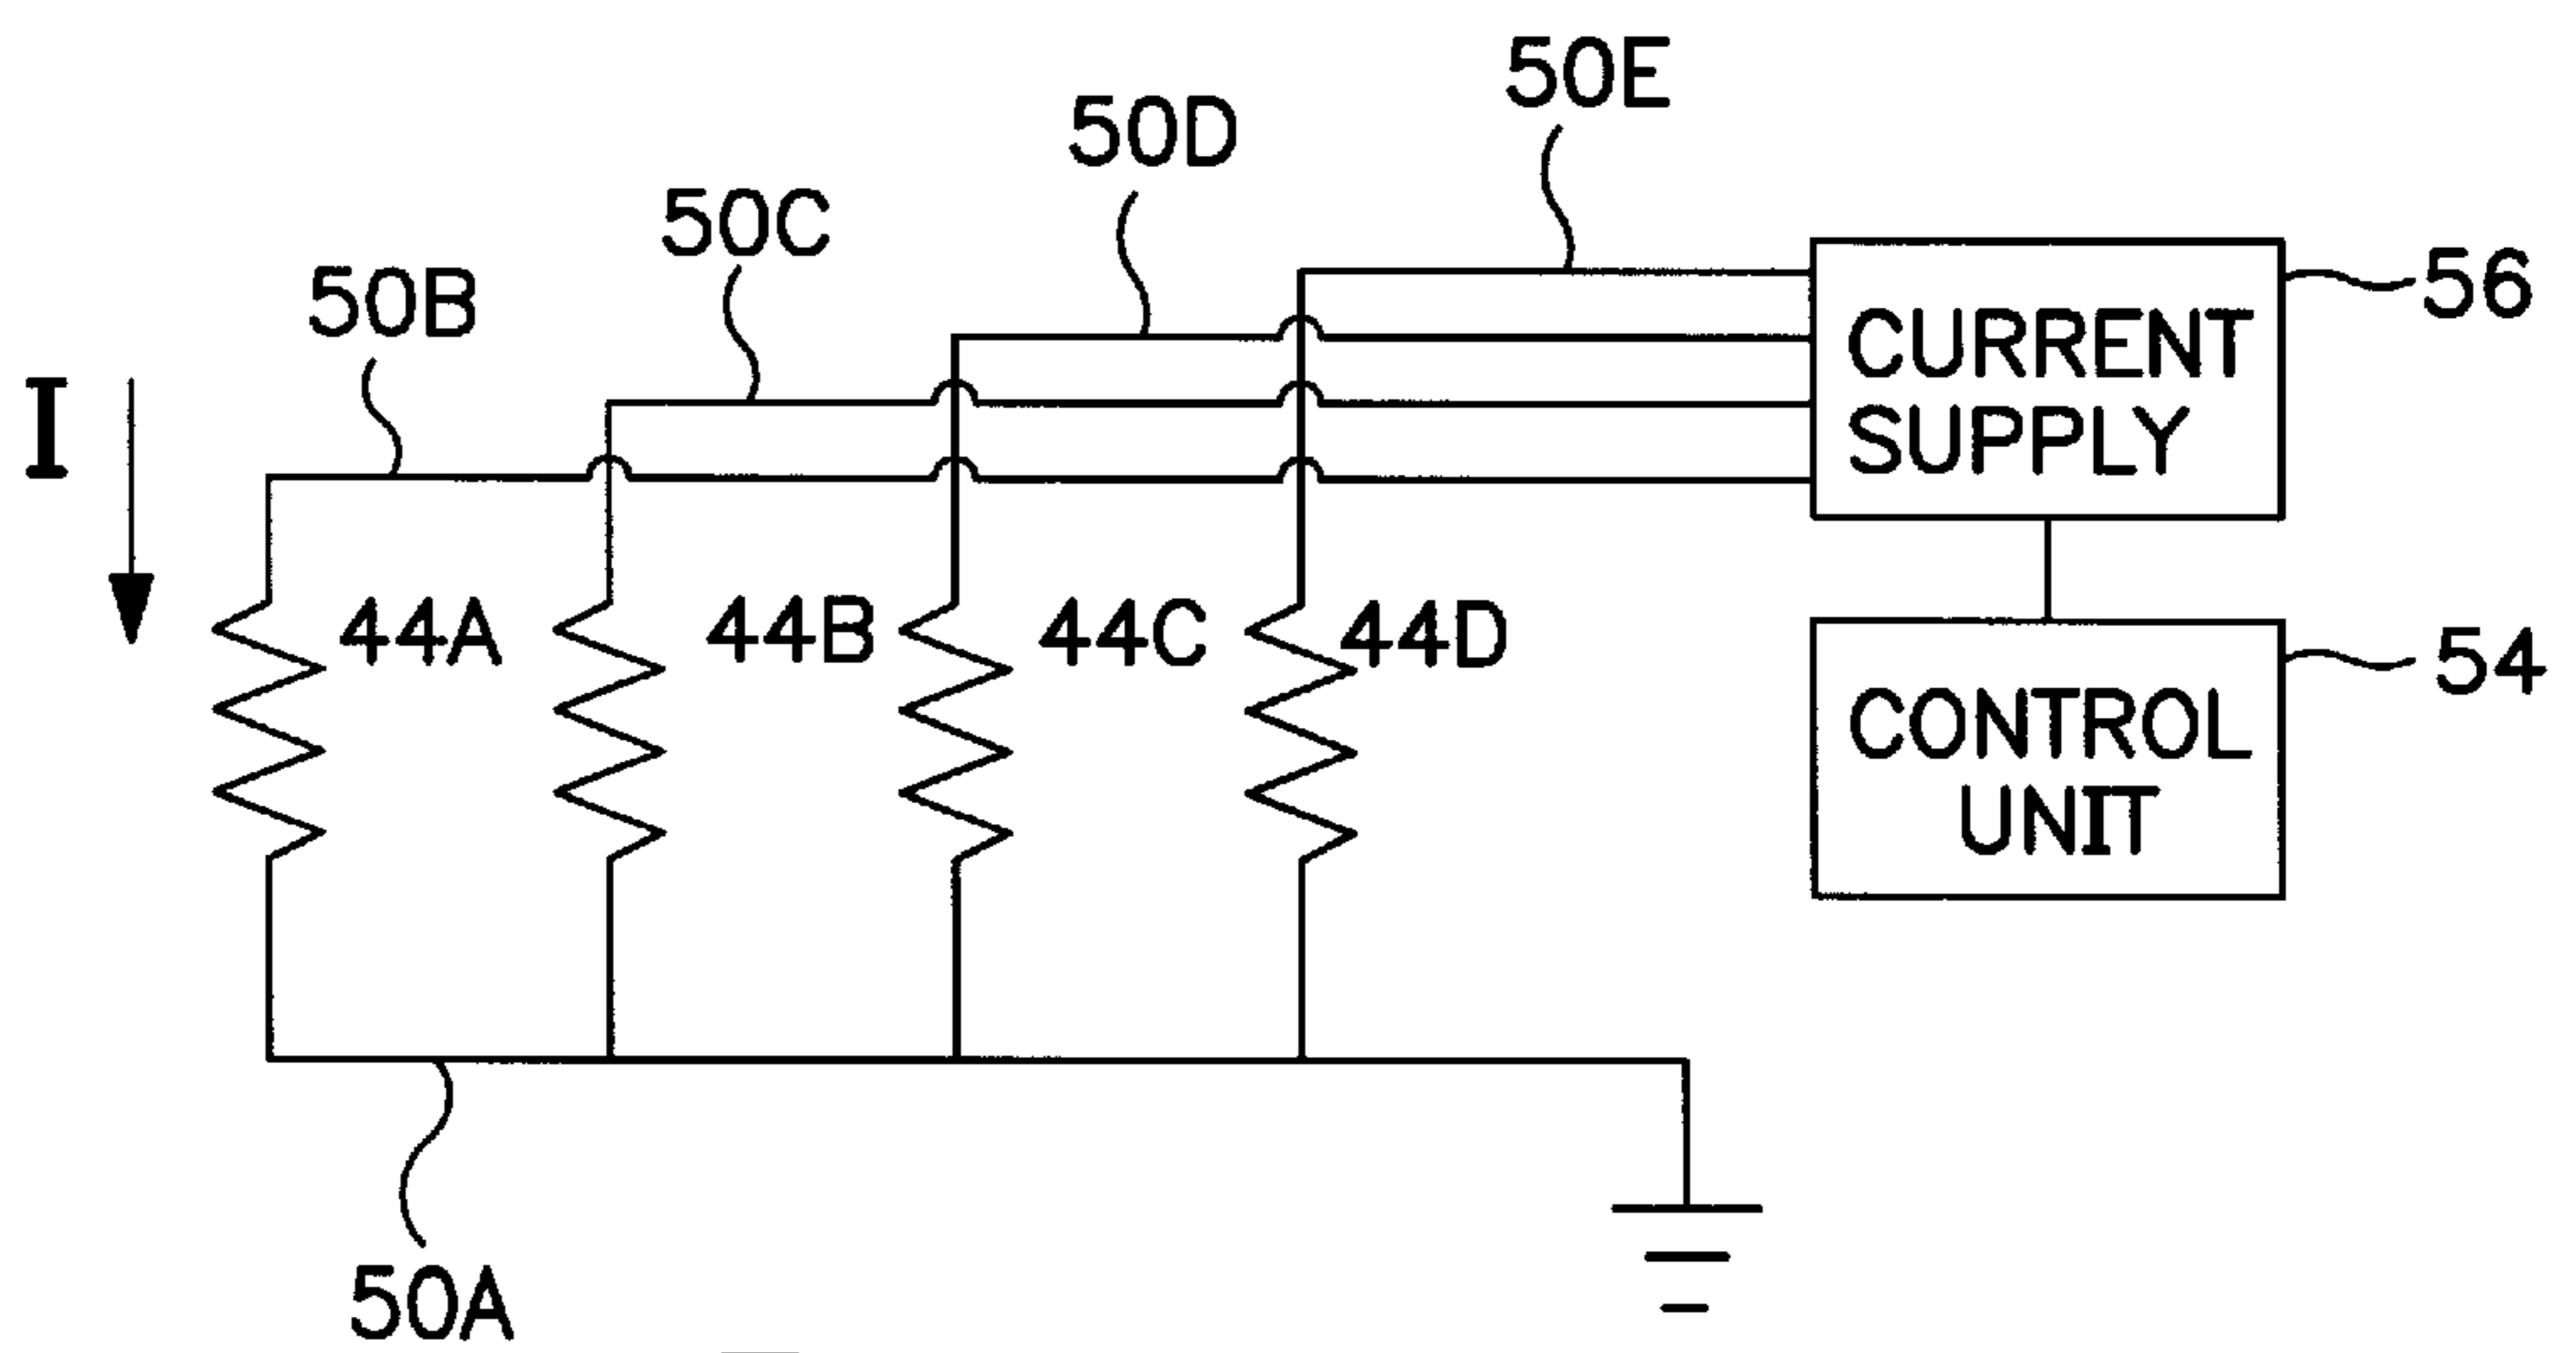 50E
50D
50C
50B
I
CURRENT
SUPPLY
56
44A
44B
44C
44D
54
CONTROL
UNIT
50A